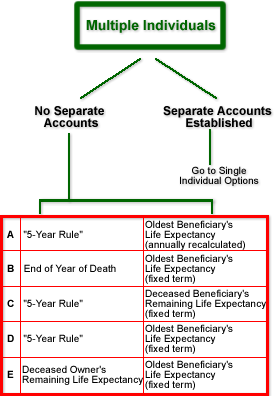 Multiple Individuals
No Separate
Accounts
Separate Accounts
Established
Go to Single
Individual Options
A
"5-Year Rule"
Oldest Beneficiary's
Life Expectancy
(annually recalculated)
B
End of Year of Death
Oldest Beneficiary's
Life Expectancy
(fixed term)
C
"5-Year Rule"
Deceased Beneficiary's
Remaining Life Expectancy
(fixed term)
D
"5-Year Rule"
Oldest Beneficiary's
Life Expectancy
(fixed term)
E
Deceased Owner's
Remaining Life Expectancy
Oldest Beneficiary's
Life Expectancy
(fixed term)